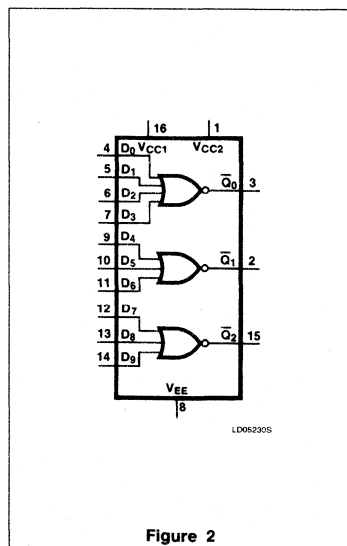 16 1
VCC1 VCC2
4 D0
5 D1
6 D2
7 D3
Q̅0 3
9 D4
10 D5
11 D6
Q̅1 2
12 D7
13 D8
14 D9
Q̅2 15
VEE
8
LD05230S
Figure 2